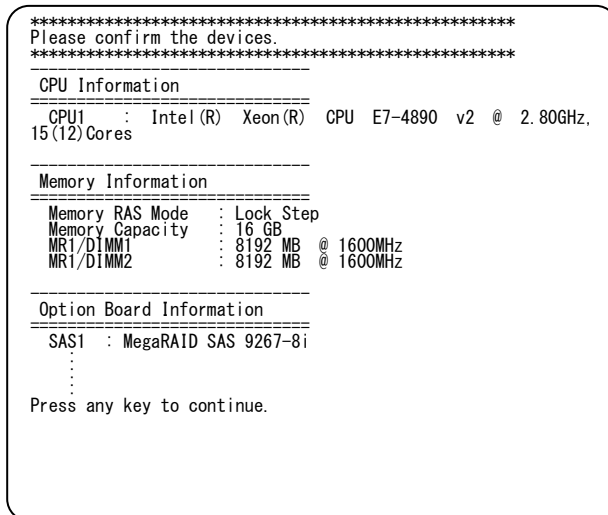 ****************************************************
Please confirm the devices.
****************************************************
------------------------------
CPU Information
==============================
CPU1 : Intel(R) Xeon(R) CPU E7-4890 v2 @ 2.80GHz,
15(12)Cores
------------------------------
Memory Information
==============================
Memory RAS Mode : Lock Step
Memory Capacity : 16 GB
MR1/DIMM1 : 8192 MB @ 1600MHz
MR1/DIMM2 : 8192 MB @ 1600MHz
------------------------------
Option Board Information
==============================
SAS1 : MegaRAID SAS 9267-8i
:
:
Press any key to continue.